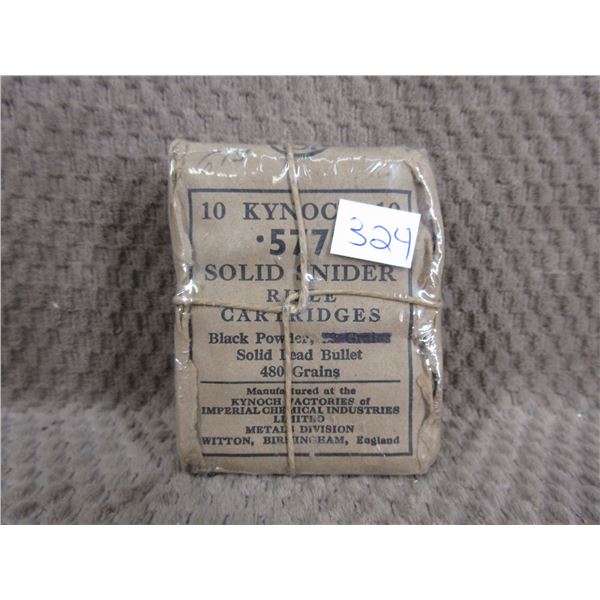 10 KYNOCH 10
.577
324
SOLID SNIDER
RIFLE
CARTRIDGES
Black Powder, Grains
Solid Lead Bullet
480 Grains
Manufactured at the
KYNOCH FACTORIES of
IMPERIAL CHEMICAL INDUSTRIES
LIMITED
METALS DIVISION
WITTON, BIRMINGHAM, England